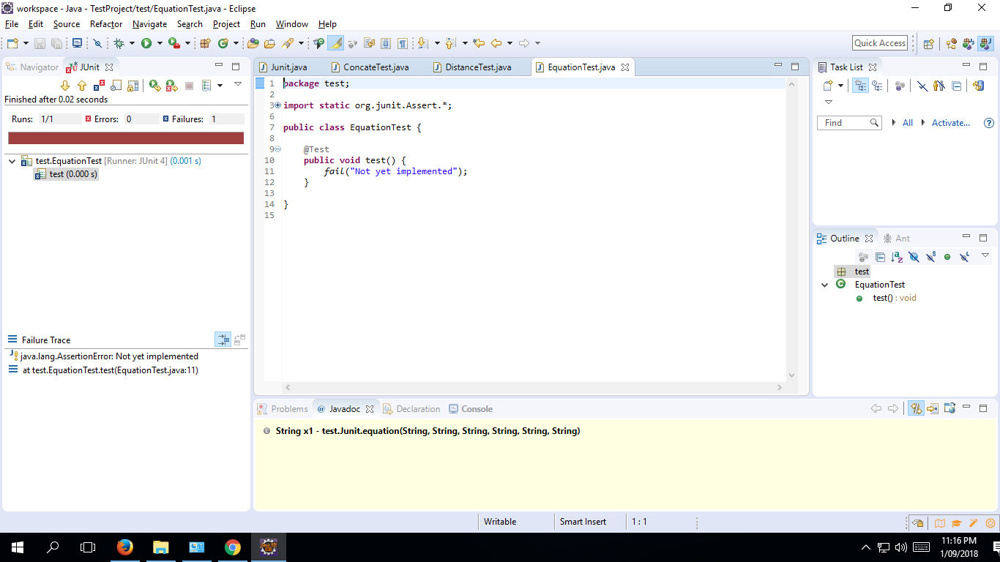 workspace - Java - TestProject/test/EquationTest.java - Eclipse
File Edit Source Refactor Navigate Search Project Run Window Help
Quick Access
Navigator JUnit
Finished after 0.02 seconds
Runs: 1/1 Errors: 0 Failures: 1
test.EquationTest [Runner: JUnit 4] (0.001 s)
test (0.000 s)
Failure Trace
java.lang.AssertionError: Not yet implemented
at test.EquationTest.test(EquationTest.java:11)
Junit.java ConcateTest.java DistanceTest.java EquationTest.java
1 package test;
2
3 import static org.junit.Assert.*;
6
7 public class EquationTest {
8
9 @Test
10 public void test() {
11 fail("Not yet implemented");
12 }
13
14 }
15
Task List
Find All Activate...
Outline Ant
test
EquationTest
test() : void
Problems @ Javadoc Declaration Console
String x1 - test.Junit.equation(String, String, String, String, String, String)
Writable Smart Insert 1 : 1
Java EE
IDE
11:16 PM
1/09/2018